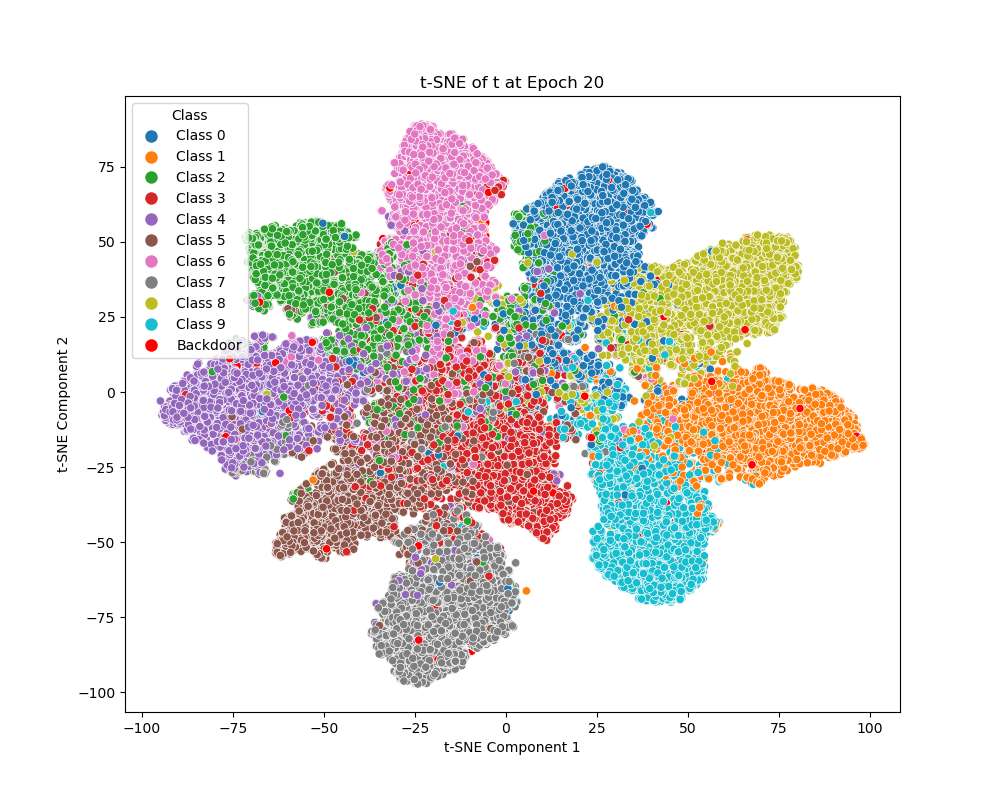 t-SNE of t at Epoch 20
Class
Class 0
Class 1
Class 2
Class 3
Class 4
Class 5
Class 6
Class 7
Class 8
Class 9
Backdoor
75
50
25
0
−25
−50
−75
−100
t-SNE Component 2
−100 −75 −50 −25 0 25 50 75 100
t-SNE Component 1